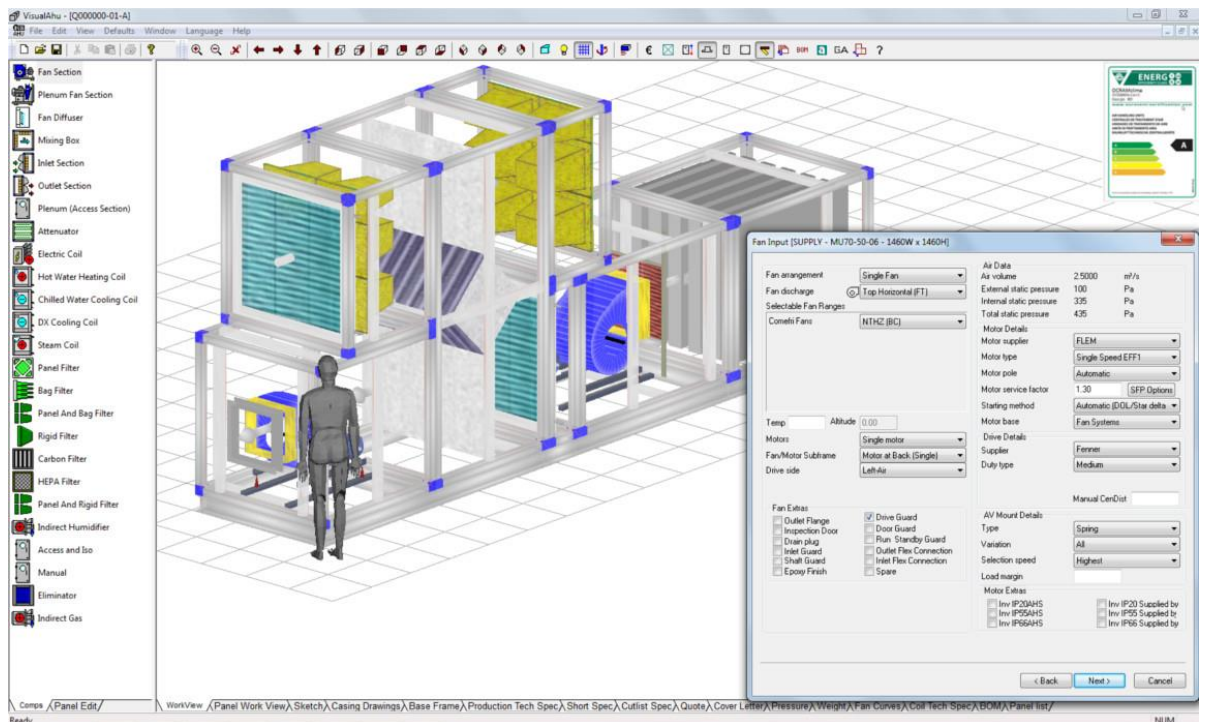 VisualAhu - [Q000000-01-A]
File Edit View Defaults Window Language Help
BOM GA ?
Fan Section
Plenum Fan Section
Fan Diffuser
Mixing Box
Inlet Section
Outlet Section
Plenum (Access Section)
Attenuator
Electric Coil
Hot Water Heating Coil
Chilled Water Cooling Coil
DX Cooling Coil
Steam Coil
Panel Filter
Bag Filter
Panel And Bag Filter
Rigid Filter
Carbon Filter
HEPA Filter
Panel And Rigid Filter
Indirect Humidifier
Access and Iso
Manual
Eliminator
Indirect Gas
ENERG
A
Fan Input [SUPPLY - MU70-50-06 - 1460W x 1460H]
Fan arrangement Single Fan
Fan discharge Top Horizontal (FT)
Selectable Fan Ranges
Comefri Fans NTHZ (BC)
Temp Altitude 0.00
Motors Single motor
Fan/Motor Subframe Motor at Back (Single)
Drive side Left-Air
Fan Extras
Outlet Flange
Inspection Door
Drain plug
Inlet Guard
Shaft Guard
Epoxy Finish
Drive Guard
Door Guard
Run Standby Guard
Outlet Flex Connection
Inlet Flex Connection
Spare
Air Data
Air volume 2.5000 m³/s
External static pressure 100 Pa
Internal static pressure 335 Pa
Total static pressure 435 Pa
Motor Details
Motor supplier FLEM
Motor type Single Speed EFF1
Motor pole Automatic
Motor service factor 1.30 SFP Options
Starting method Automatic (DOL/Star delta
Motor base Fan Systems
Drive Details
Supplier Fenner
Duty type Medium
Manual CenDist
AV Mount Details
Type Spring
Variation All
Selection speed Highest
Load margin
Motor Extras
Inv IP20AHS
Inv IP55AHS
Inv IP66AHS
Inv IP20 Supplied by
Inv IP55 Supplied by
Inv IP66 Supplied by
< Back Next > Cancel
Comps Panel Edit
WorkView Panel Work View Sketch Casing Drawings Base Frame Production Tech Spec Short Spec Cutlist Spec Quote Cover Letter Pressure Weight Fan Curves Coil Tech Spec BOM Panel list
Ready
NUM